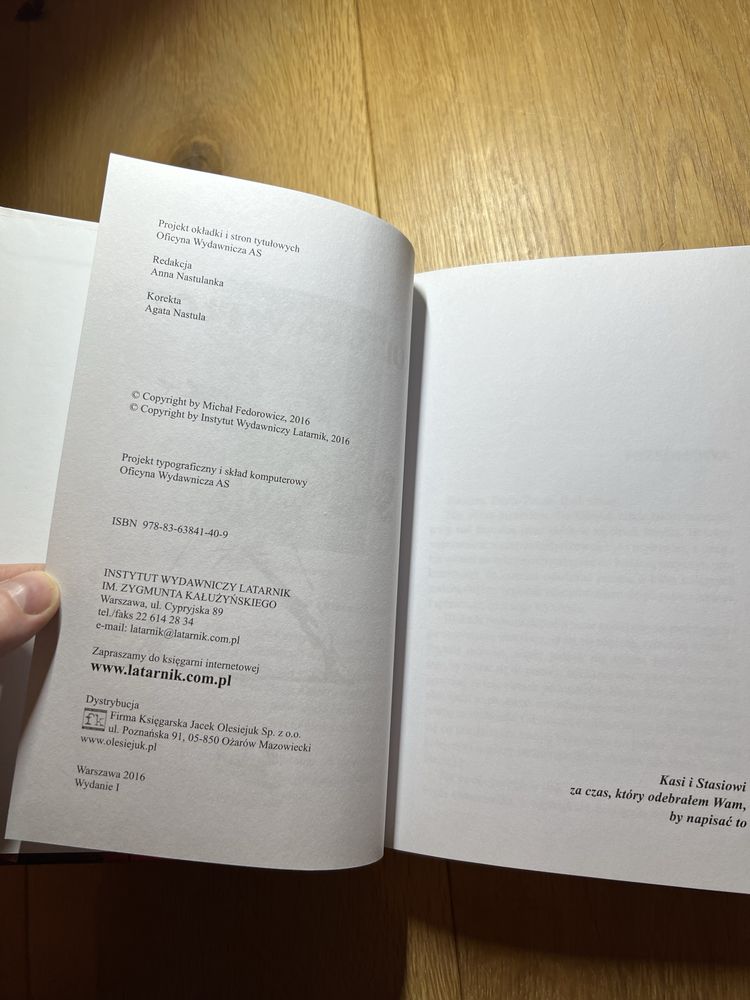 Projekt okładki i stron tytułowych
Oficyna Wydawnicza AS
Redakcja
Anna Nastulanka
Korekta
Agata Nastula
© Copyright by Michał Fedorowicz, 2016
© Copyright by Instytut Wydawniczy Latarnik, 2016
Projekt typograficzny i skład komputerowy
Oficyna Wydawnicza AS
ISBN 978-83-63841-40-9
INSTYTUT WYDAWNICZY LATARNIK
IM. ZYGMUNTA KAŁUŻYŃSKIEGO
Warszawa, ul. Cypryjska 89
tel./faks 22 614 28 34
e-mail: latarnik@latarnik.com.pl
Zapraszamy do księgarni internetowej
www.latarnik.com.pl
Dystrybucja
fk Firma Księgarska Jacek Olesiejuk Sp. z o.o.
ul. Poznańska 91, 05-850 Ożarów Mazowiecki
www.olesiejuk.pl
Warszawa 2016
Wydanie I
Kasi i Stasiowi
za czas, który odebrałem Wam,
by napisać to